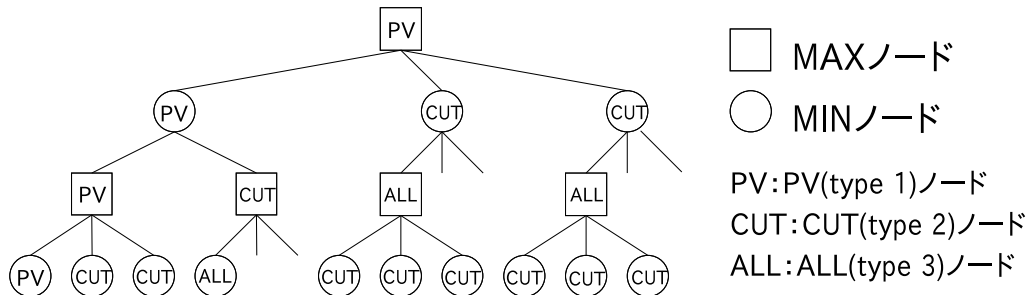 PV
PV CUT CUT
PV CUT ALL ALL
PV CUT CUT ALL CUT CUT CUT CUT CUT CUT
MAXノード
MINノード
PV:PV(type 1)ノード
CUT:CUT(type 2)ノード
ALL:ALL(type 3)ノード